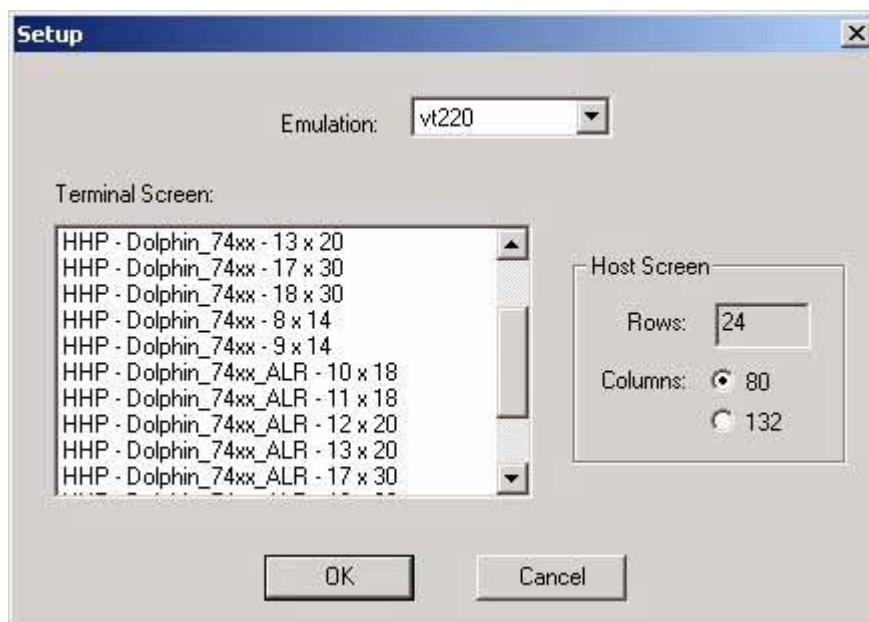 Setup
Emulation: vt220
Terminal Screen:
HHP - Dolphin_74xx - 13 x 20
HHP - Dolphin_74xx - 17 x 30
HHP - Dolphin_74xx - 18 x 30
HHP - Dolphin_74xx - 8 x 14
HHP - Dolphin_74xx - 9 x 14
HHP - Dolphin_74xx_ALR - 10 x 18
HHP - Dolphin_74xx_ALR - 11 x 18
HHP - Dolphin_74xx_ALR - 12 x 20
HHP - Dolphin_74xx_ALR - 13 x 20
HHP - Dolphin_74xx_ALR - 17 x 30
Host Screen
Rows: 24
Columns: 80
132
OK Cancel